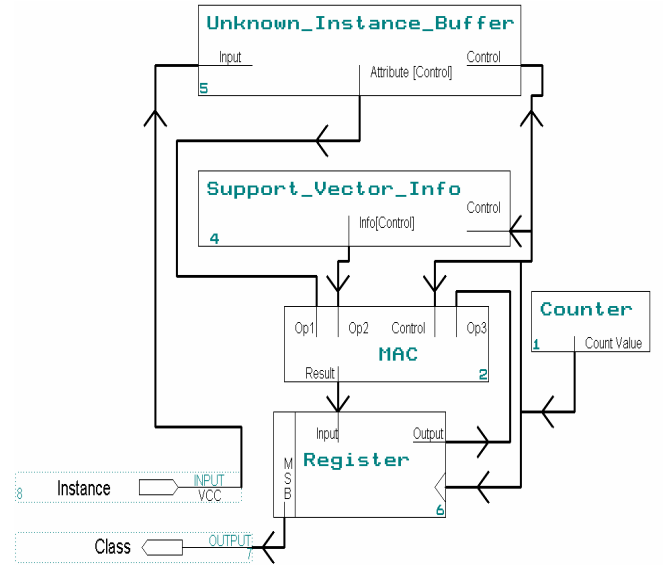 Unknown_Instance_Buffer
Input
Control
Attribute [Control]
5
Support_Vector_Info
Control
Info[Control]
4
Op1
Op2
Control
Op3
MAC
Result
2
Counter
1
Count Value
Input
Output
MSB
Register
6
8
Instance
INPUT
VCC
Class
OUTPUT
7